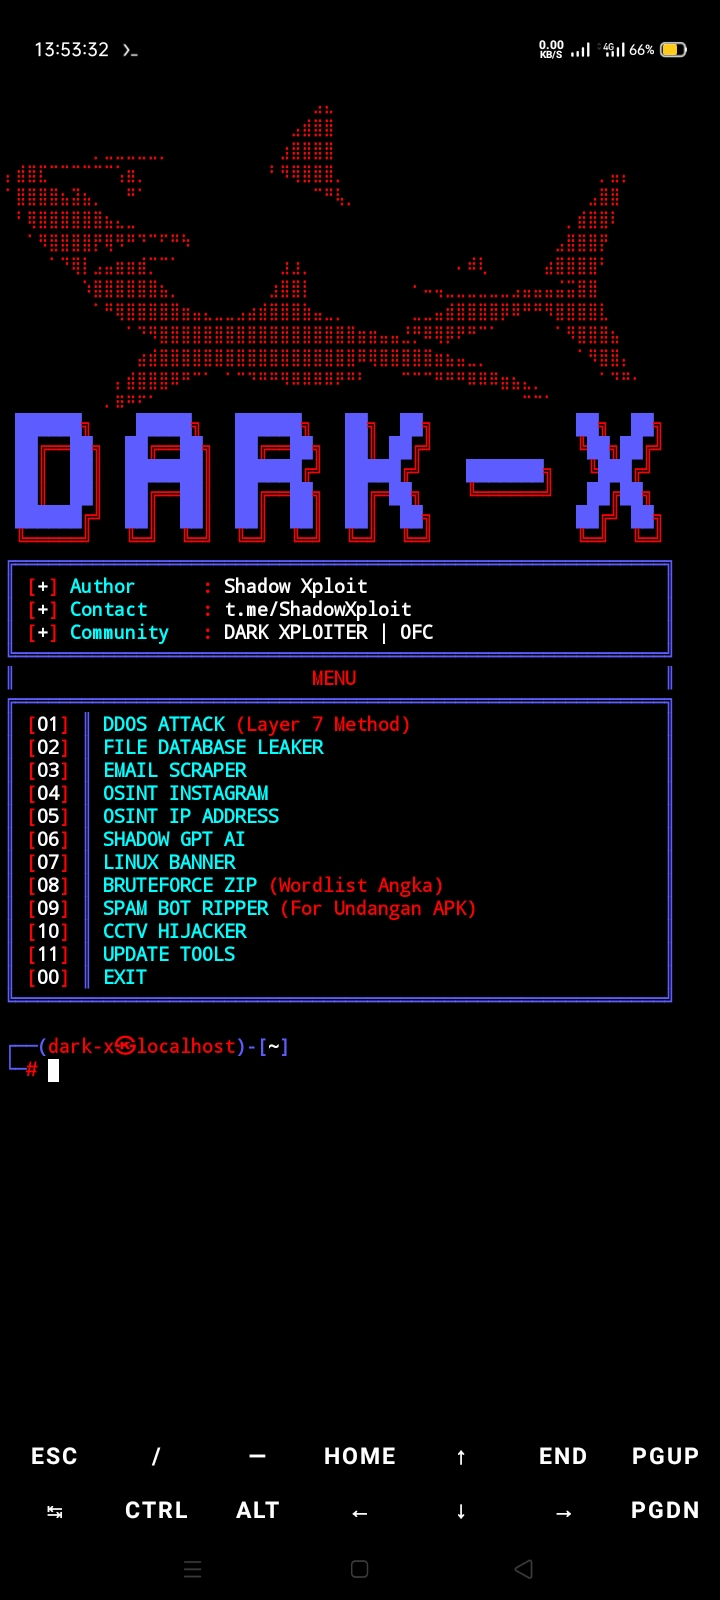 13:53:32 0.00 KB/S 4G 66%
DARK-X
[+] Author : Shadow Xploit
[+] Contact : t.me/ShadowXploit
[+] Community : DARK XPLOITER | OFC
MENU
[01] DDOS ATTACK (Layer 7 Method)
[02] FILE DATABASE LEAKER
[03] EMAIL SCRAPER
[04] OSINT INSTAGRAM
[05] OSINT IP ADDRESS
[06] SHADOW GPT AI
[07] LINUX BANNER
[08] BRUTEFORCE ZIP (Wordlist Angka)
[09] SPAM BOT RIPPER (For Undangan APK)
[10] CCTV HIJACKER
[11] UPDATE TOOLS
[00] EXIT
(dark-x㉿localhost)-[~]
#
ESC / — HOME ↑ END PGUP
↹ CTRL ALT ← ↓ → PGDN